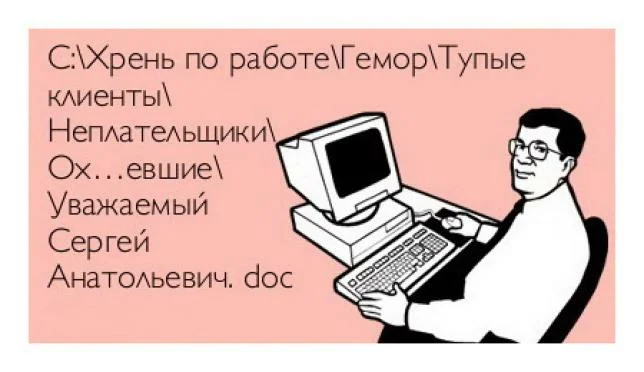 С:\Хрень по работе\Гемор\Тупые
клиенты\
Неплательщики\
Ох...евшие\
Уважаемый
Сергей
Анатольевич. doc